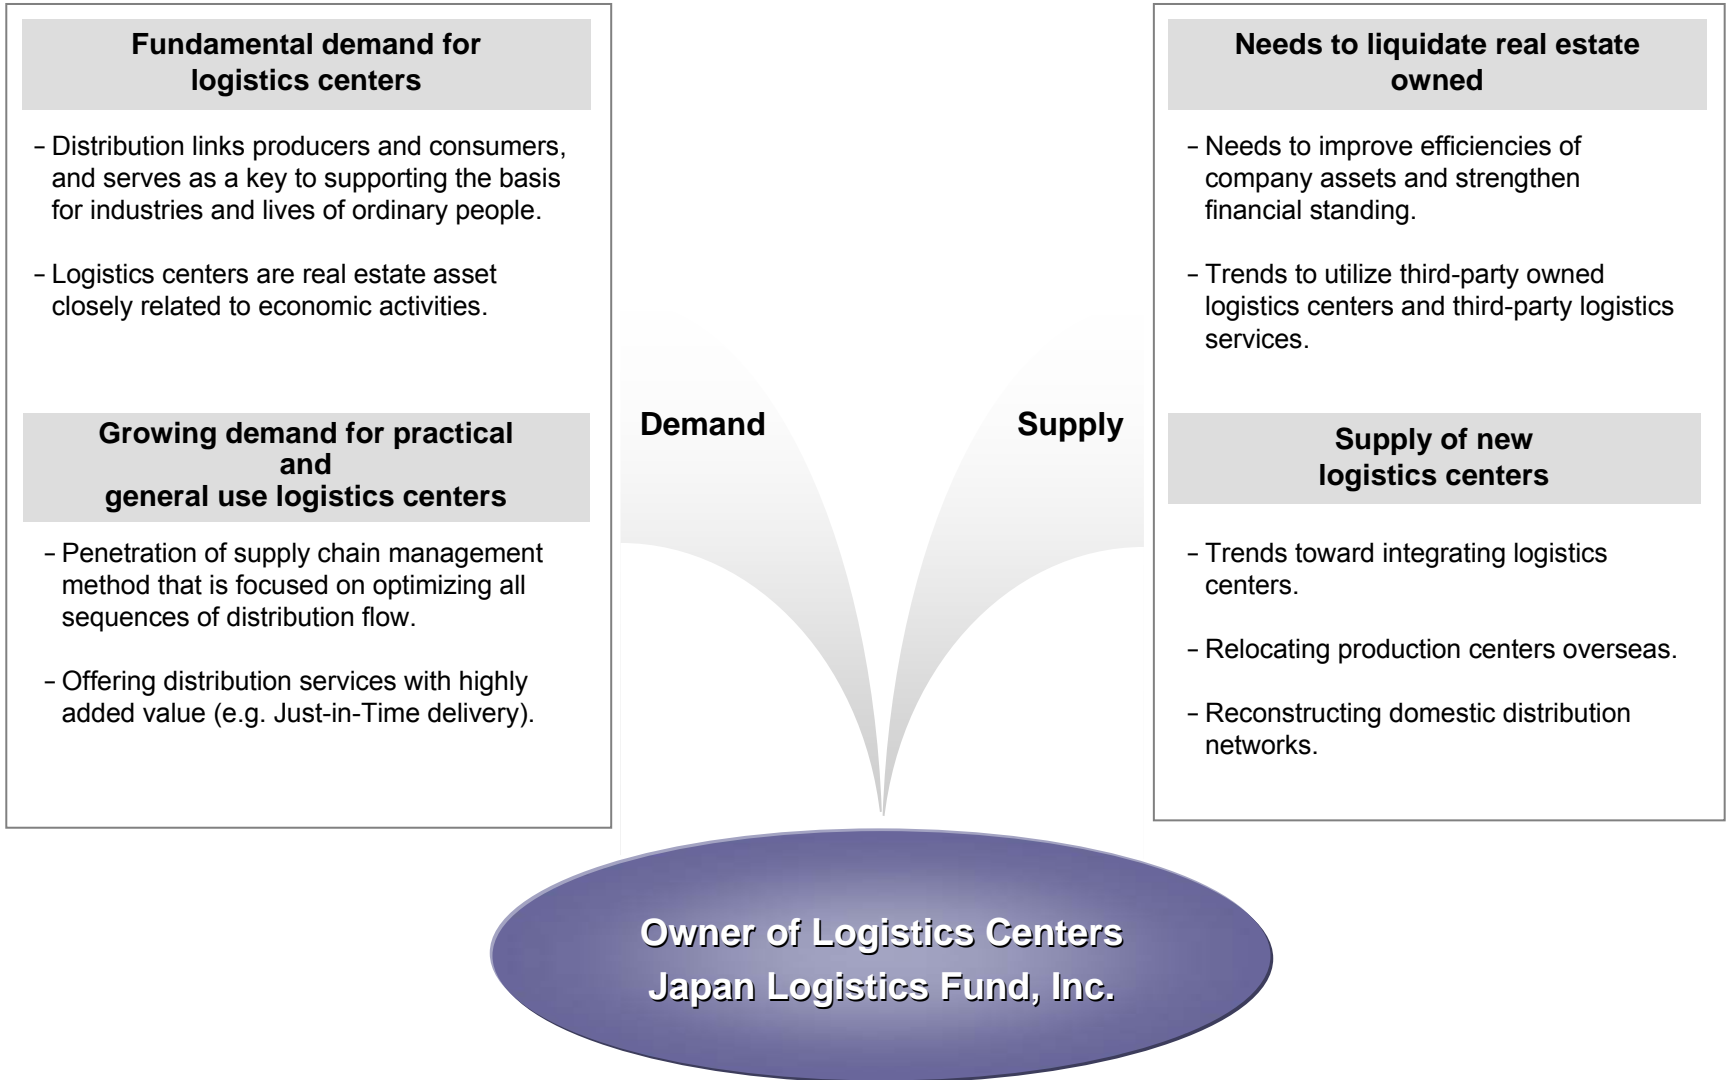 Fundamental demand for
logistics centers
– Distribution links producers and consumers,
and serves as a key to supporting the basis
for industries and lives of ordinary people.
– Logistics centers are real estate asset
closely related to economic activities.
Growing demand for practical
and
general use logistics centers
– Penetration of supply chain management
method that is focused on optimizing all
sequences of distribution flow.
– Offering distribution services with highly
added value (e.g. Just-in-Time delivery).
Demand
Supply
Needs to liquidate real estate
owned
– Needs to improve efficiencies of
company assets and strengthen
financial standing.
– Trends to utilize third-party owned
logistics centers and third-party logistics
services.
Supply of new
logistics centers
– Trends toward integrating logistics
centers.
– Relocating production centers overseas.
– Reconstructing domestic distribution
networks.
Owner of Logistics Centers
Japan Logistics Fund, Inc.